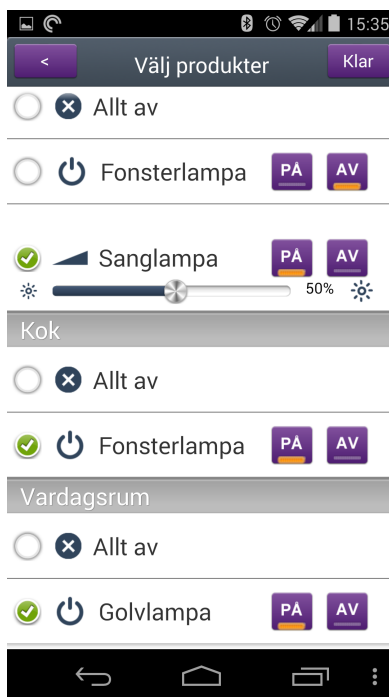 15:35
<
Välj produkter
Klar
Allt av
Fonsterlampa PÅ AV
Sanglampa PÅ AV
50%
Kok
Allt av
Fonsterlampa PÅ AV
Vardagsrum
Allt av
Golvlampa PÅ AV